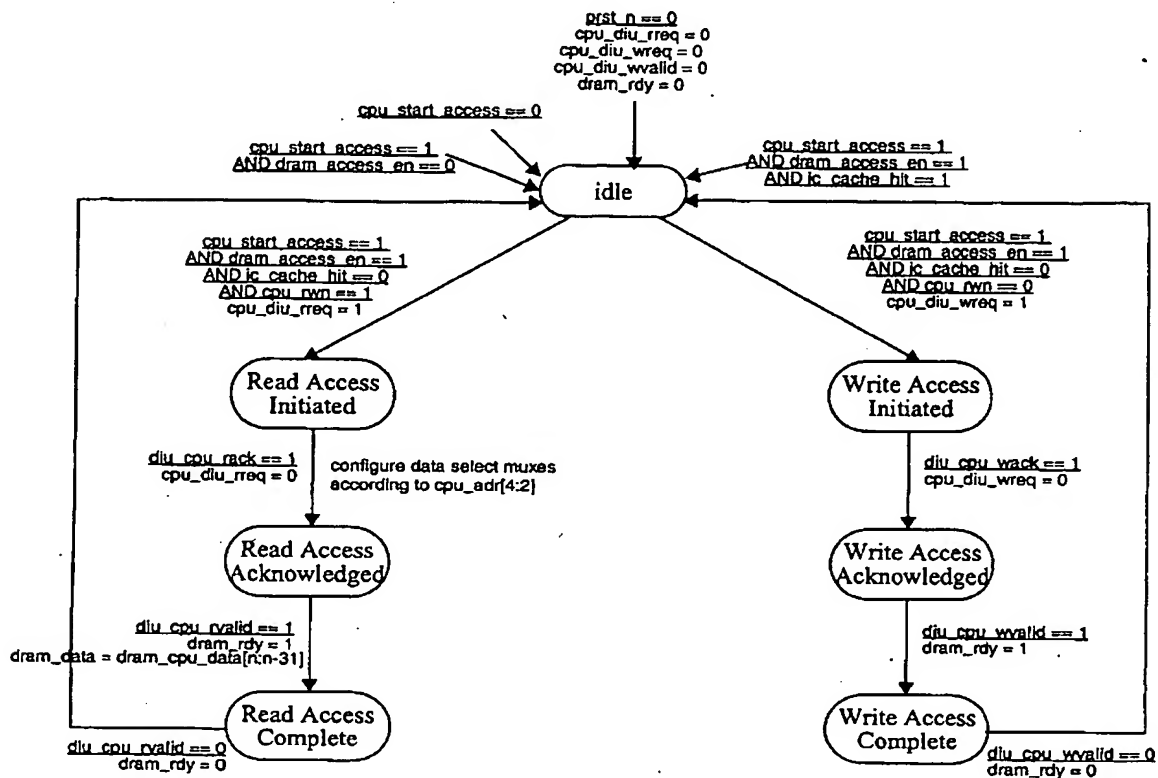 prst_n == 0
cpu_diu_rreq = 0
cpu_diu_wreq = 0
cpu_diu_wvalid = 0
dram_rdy = 0
cpu_start_access == 0
cpu_start_access == 1
AND dram_access_en == 0
cpu_start_access == 1
AND dram_access_en == 1
AND ic_cache_hit == 1
idle
cpu_start_access == 1
AND dram_access_en == 1
AND ic_cache_hit == 0
AND cpu_rwn == 1
cpu_diu_rreq = 1
cpu_start_access == 1
AND dram_access_en == 1
AND ic_cache_hit == 0
AND cpu_rwn == 0
cpu_diu_wreq = 1
Read Access
Initiated
Write Access
Initiated
diu_cpu_rack == 1
cpu_diu_rreq = 0
configure data select muxes
according to cpu_adr[4:2]
diu_cpu_wack == 1
cpu_diu_wreq = 0
Read Access
Acknowledged
Write Access
Acknowledged
diu_cpu_rvalid == 1
dram_rdy = 1
dram_data = dram_cpu_data[n:n-31]
diu_cpu_wvalid == 1
dram_rdy = 1
Read Access
Complete
Write Access
Complete
diu_cpu_rvalid == 0
dram_rdy = 0
diu_cpu_wvalid == 0
dram_rdy = 0